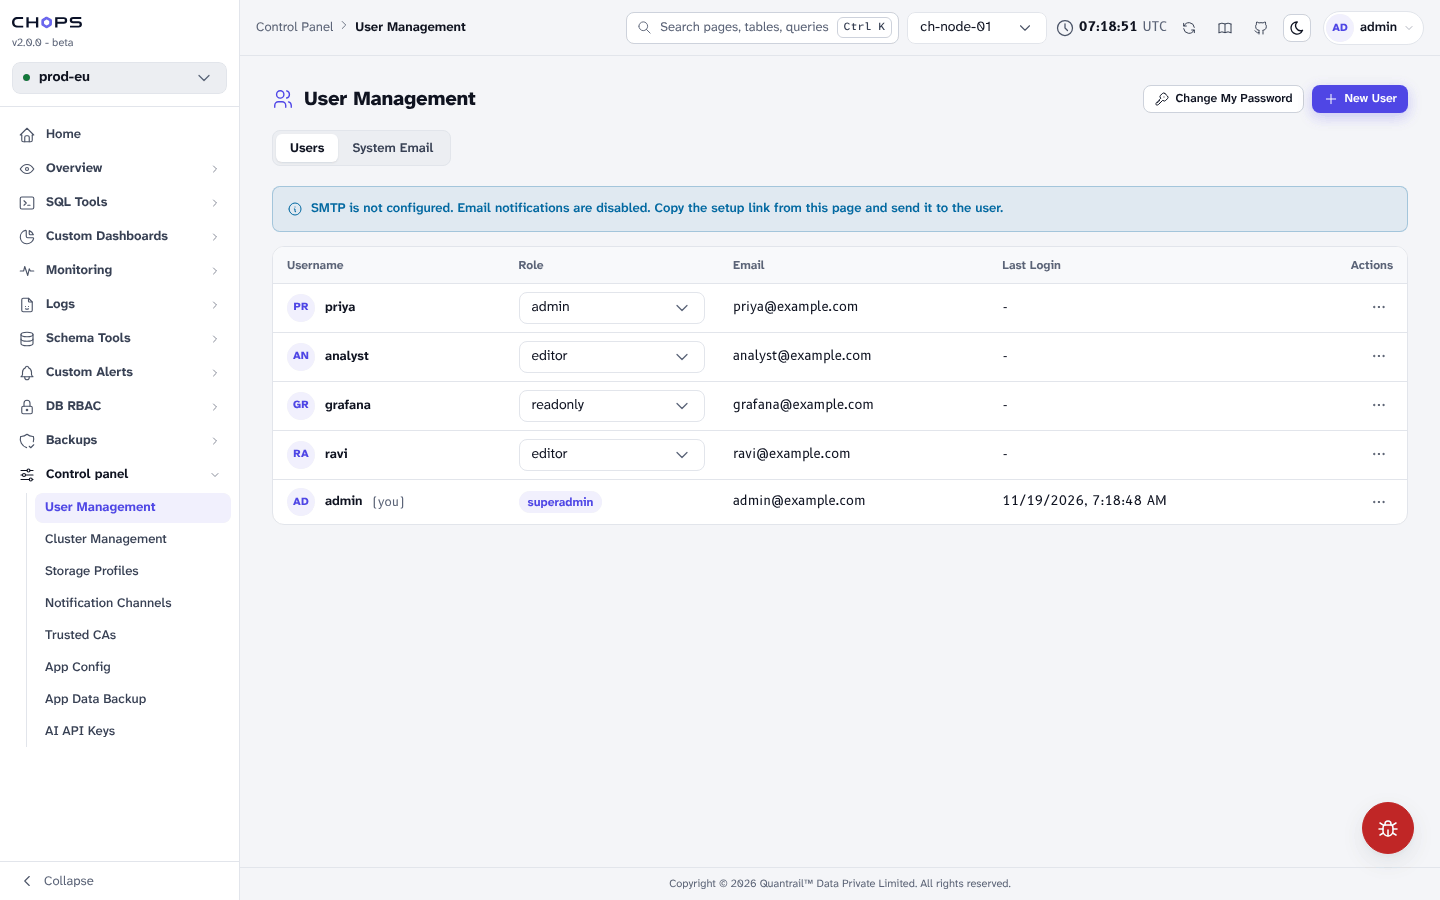 CHOPS
v2.0.0 - beta
prod-eu
Home
Overview
SQL Tools
Custom Dashboards
Monitoring
Logs
Schema Tools
Custom Alerts
DB RBAC
Backups
Control panel
User Management
Cluster Management
Storage Profiles
Notification Channels
Trusted CAs
App Config
App Data Backup
AI API Keys
Collapse
Control Panel User Management
Search pages, tables, queries Ctrl K
ch-node-01
07:18:51 UTC
AD admin
User Management
Change My Password
New User
Users System Email
SMTP is not configured. Email notifications are disabled. Copy the setup link from this page and send it to the user.
Username Role Email Last Login Actions
PR priya admin priya@example.com -
AN analyst editor analyst@example.com -
GR grafana readonly grafana@example.com -
RA ravi editor ravi@example.com -
AD admin (you) superadmin admin@example.com 11/19/2026, 7:18:48 AM
Copyright © 2026 Quantrail™ Data Private Limited. All rights reserved.